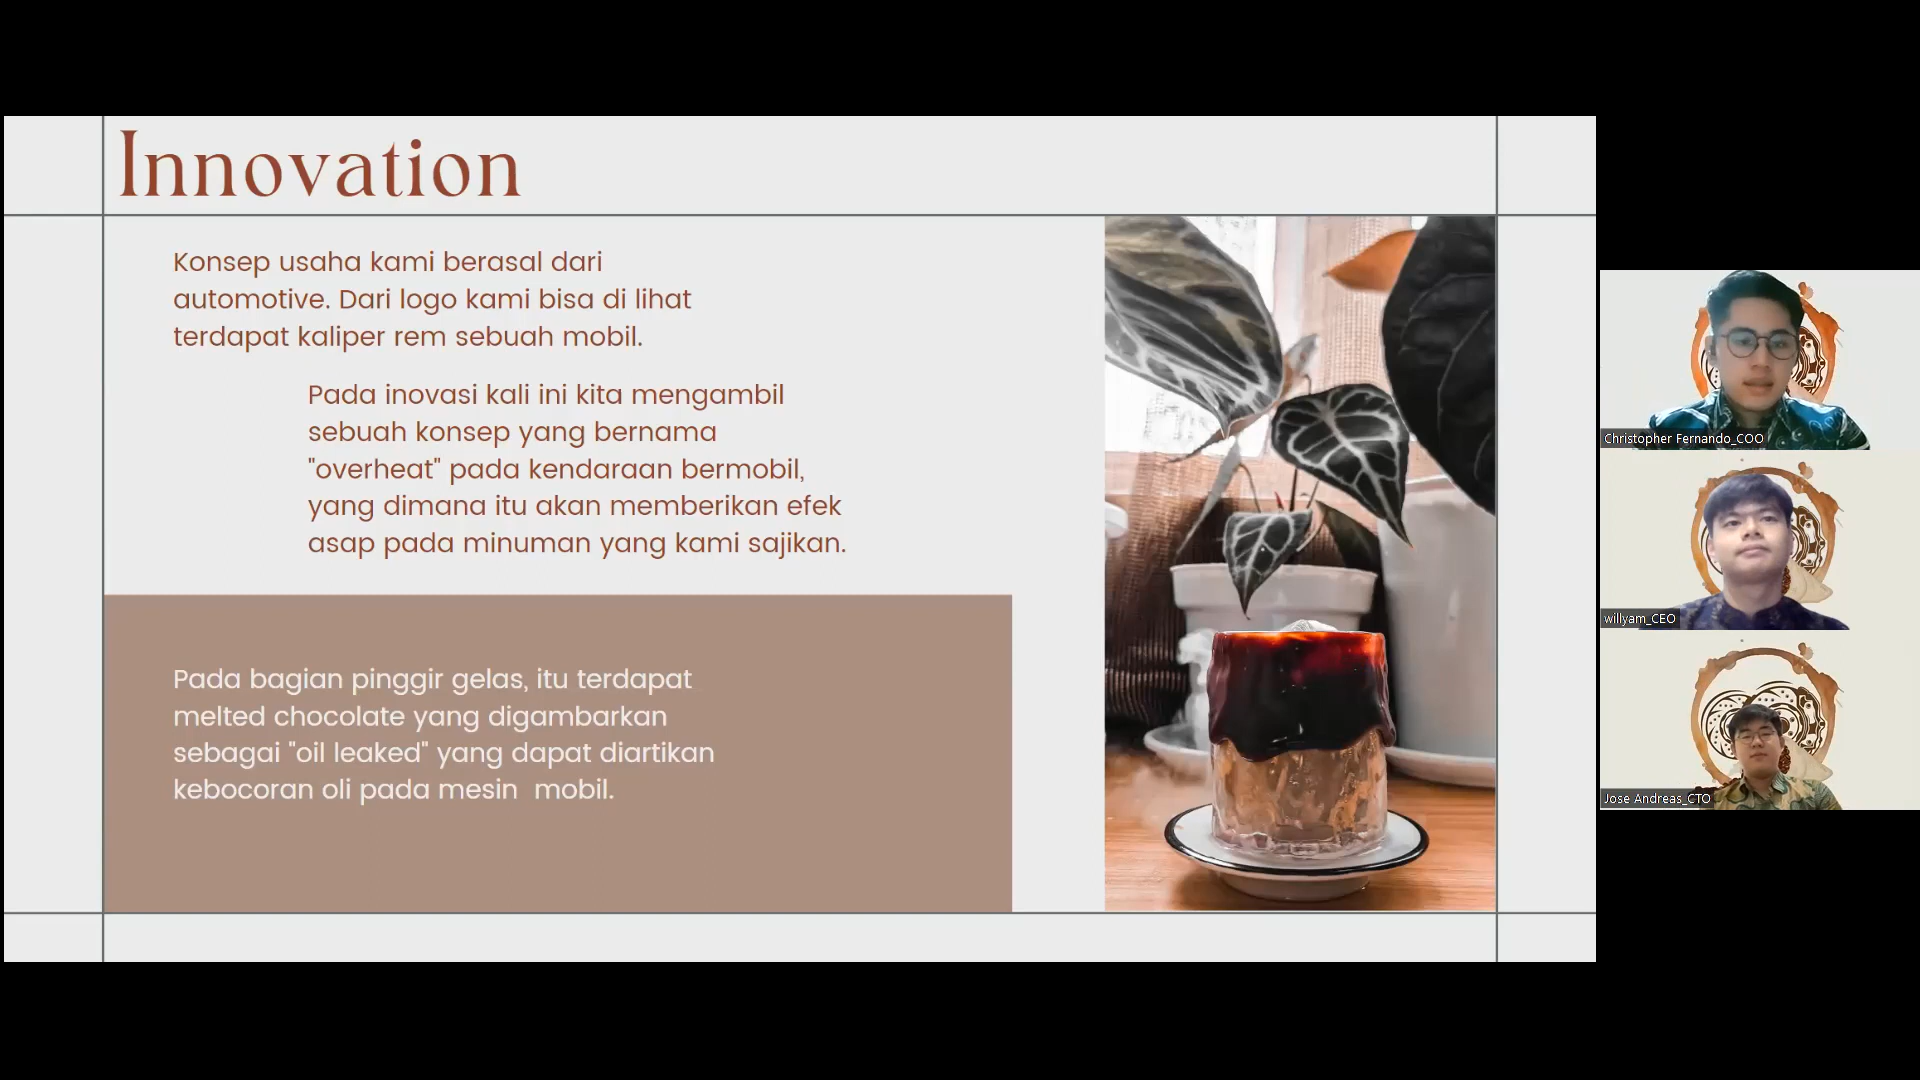 Innovation
Konsep usaha kami berasal dari
automotive. Dari logo kami bisa di lihat
terdapat kaliper rem sebuah mobil.
Pada inovasi kali ini kita mengambil
sebuah konsep yang bernama
"overheat" pada kendaraan bermobil,
yang dimana itu akan memberikan efek
asap pada minuman yang kami sajikan.
Pada bagian pinggir gelas, itu terdapat
melted chocolate yang digambarkan
sebagai "oil leaked" yang dapat diartikan
kebocoran oli pada mesin  mobil.
Christopher Fernando_COO
willyam_CEO
Jose Andreas_CTO